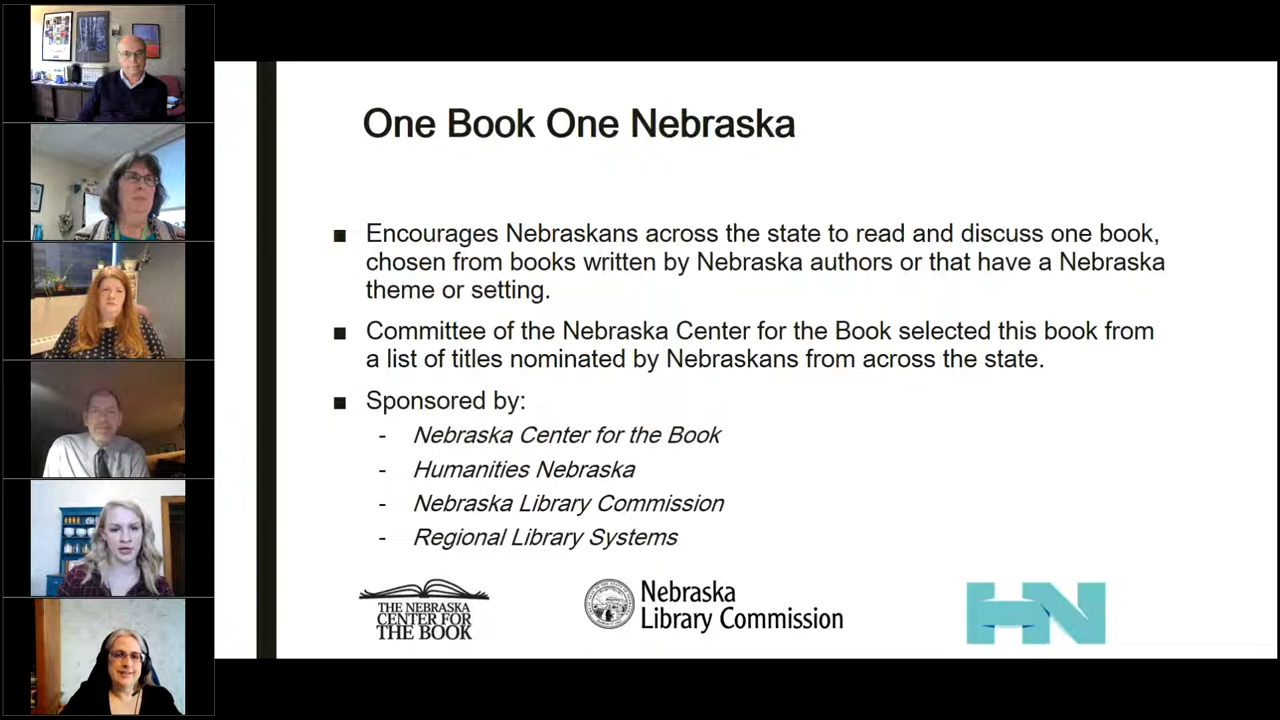 One Book One Nebraska
■ Encourages Nebraskans across the state to read and discuss one book,
chosen from books written by Nebraska authors or that have a Nebraska
theme or setting.
■ Committee of the Nebraska Center for the Book selected this book from
a list of titles nominated by Nebraskans from across the state.
■ Sponsored by:
- Nebraska Center for the Book
- Humanities Nebraska
- Nebraska Library Commission
- Regional Library Systems
THE NEBRASKA
CENTER FOR
THE BOOK
Nebraska
Library Commission
HN